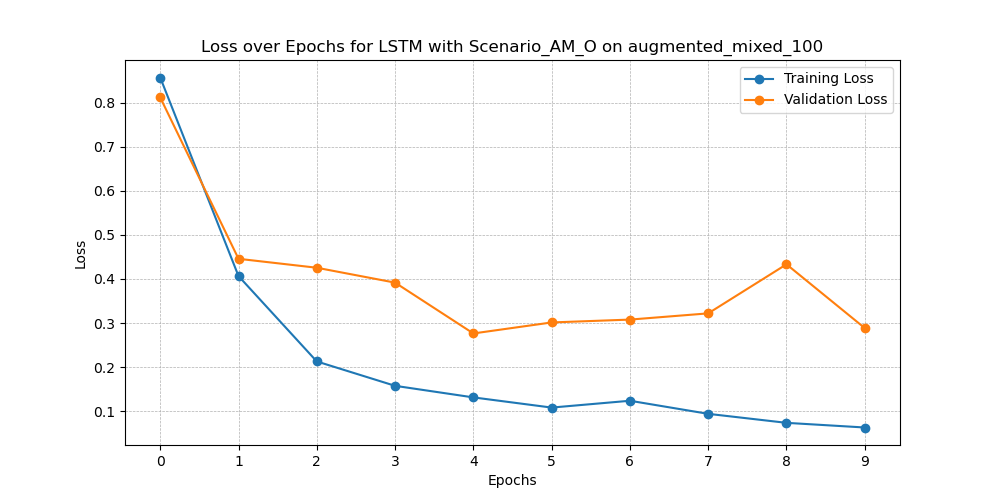 Loss over Epochs for LSTM with Scenario_AM_O on augmented_mixed_100
Training Loss
Validation Loss
0.8
0.7
0.6
0.5
0.4
0.3
0.2
0.1
Loss
0 1 2 3 4 5 6 7 8 9
Epochs